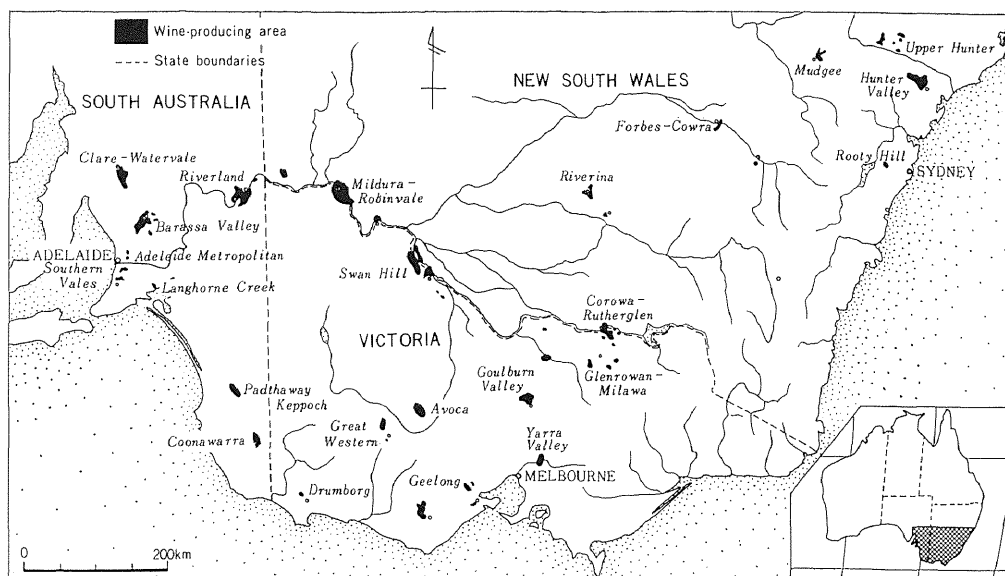 Wine-producing area
State boundaries
SOUTH AUSTRALIA
NEW SOUTH WALES
Upper Hunter
Mudgee
Hunter
Valley
Forbes-Cowra
Rooty Hill
SYDNEY
Clare-Watervale
Riverland
Mildura-
Robinvale
Riverina
Barassa Valley
ADELAIDE
Adelaide Metropolitan
Southern
Vales
Langhorne Creek
Swan Hill
Corowa-
Rutherglen
VICTORIA
Goulburn
Valley
Glenrowan-
Milawa
Padthaway
Keppoch
Avoca
Great
Western
Coonawarra
Yarra
Valley
MELBOURNE
Drumborg
Geelong
0
200km